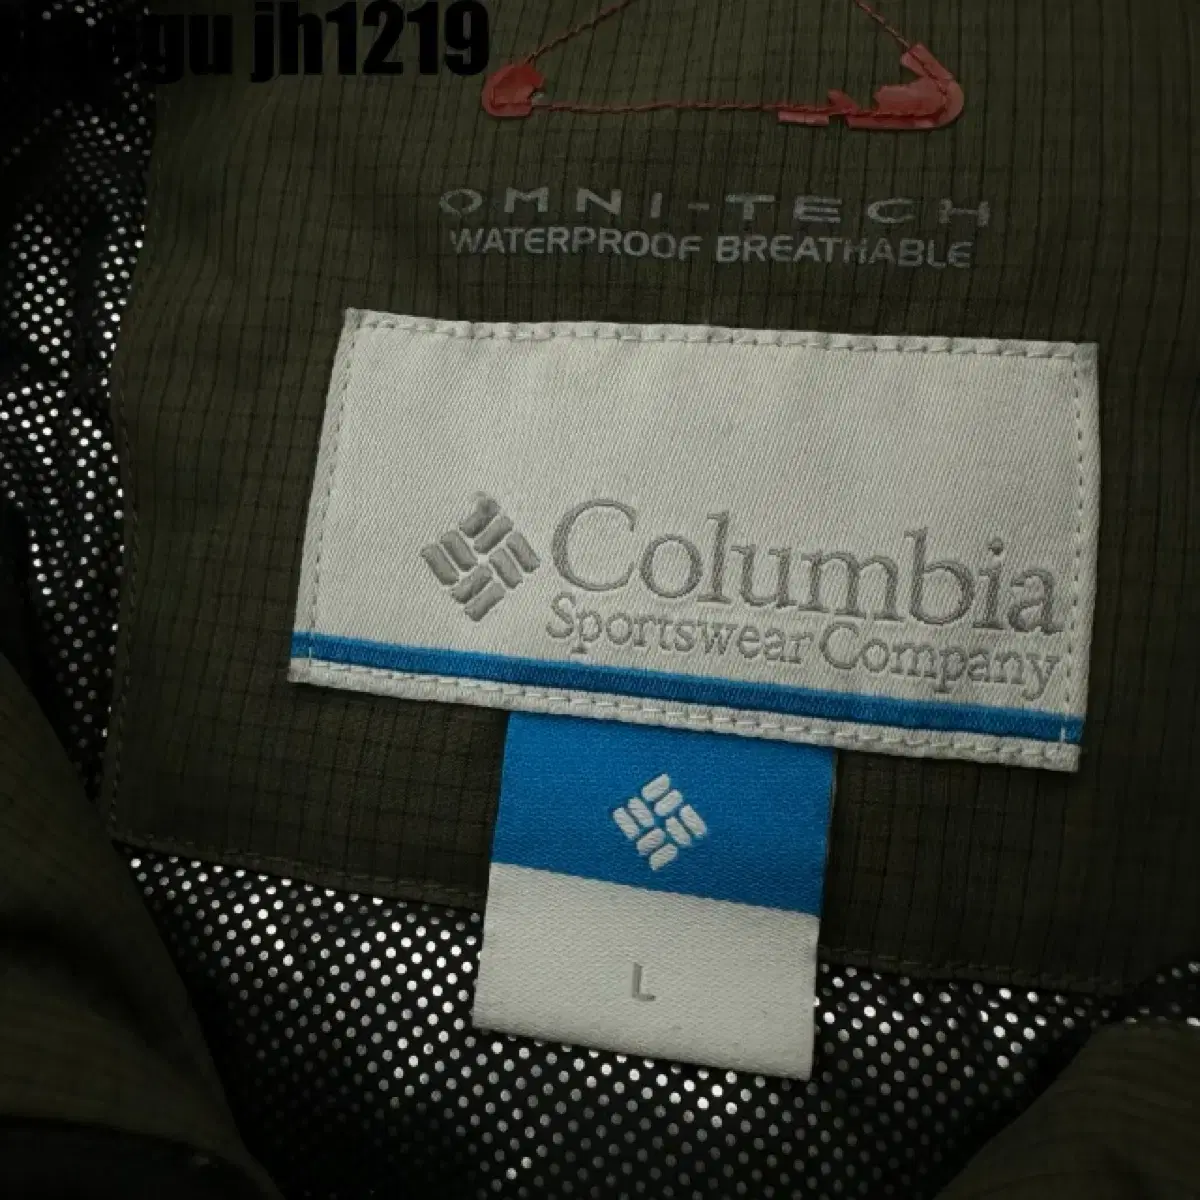 jh1219
OMNI-TECH
WATERPROOF BREATHABLE
Columbia
Sportswear Company
L